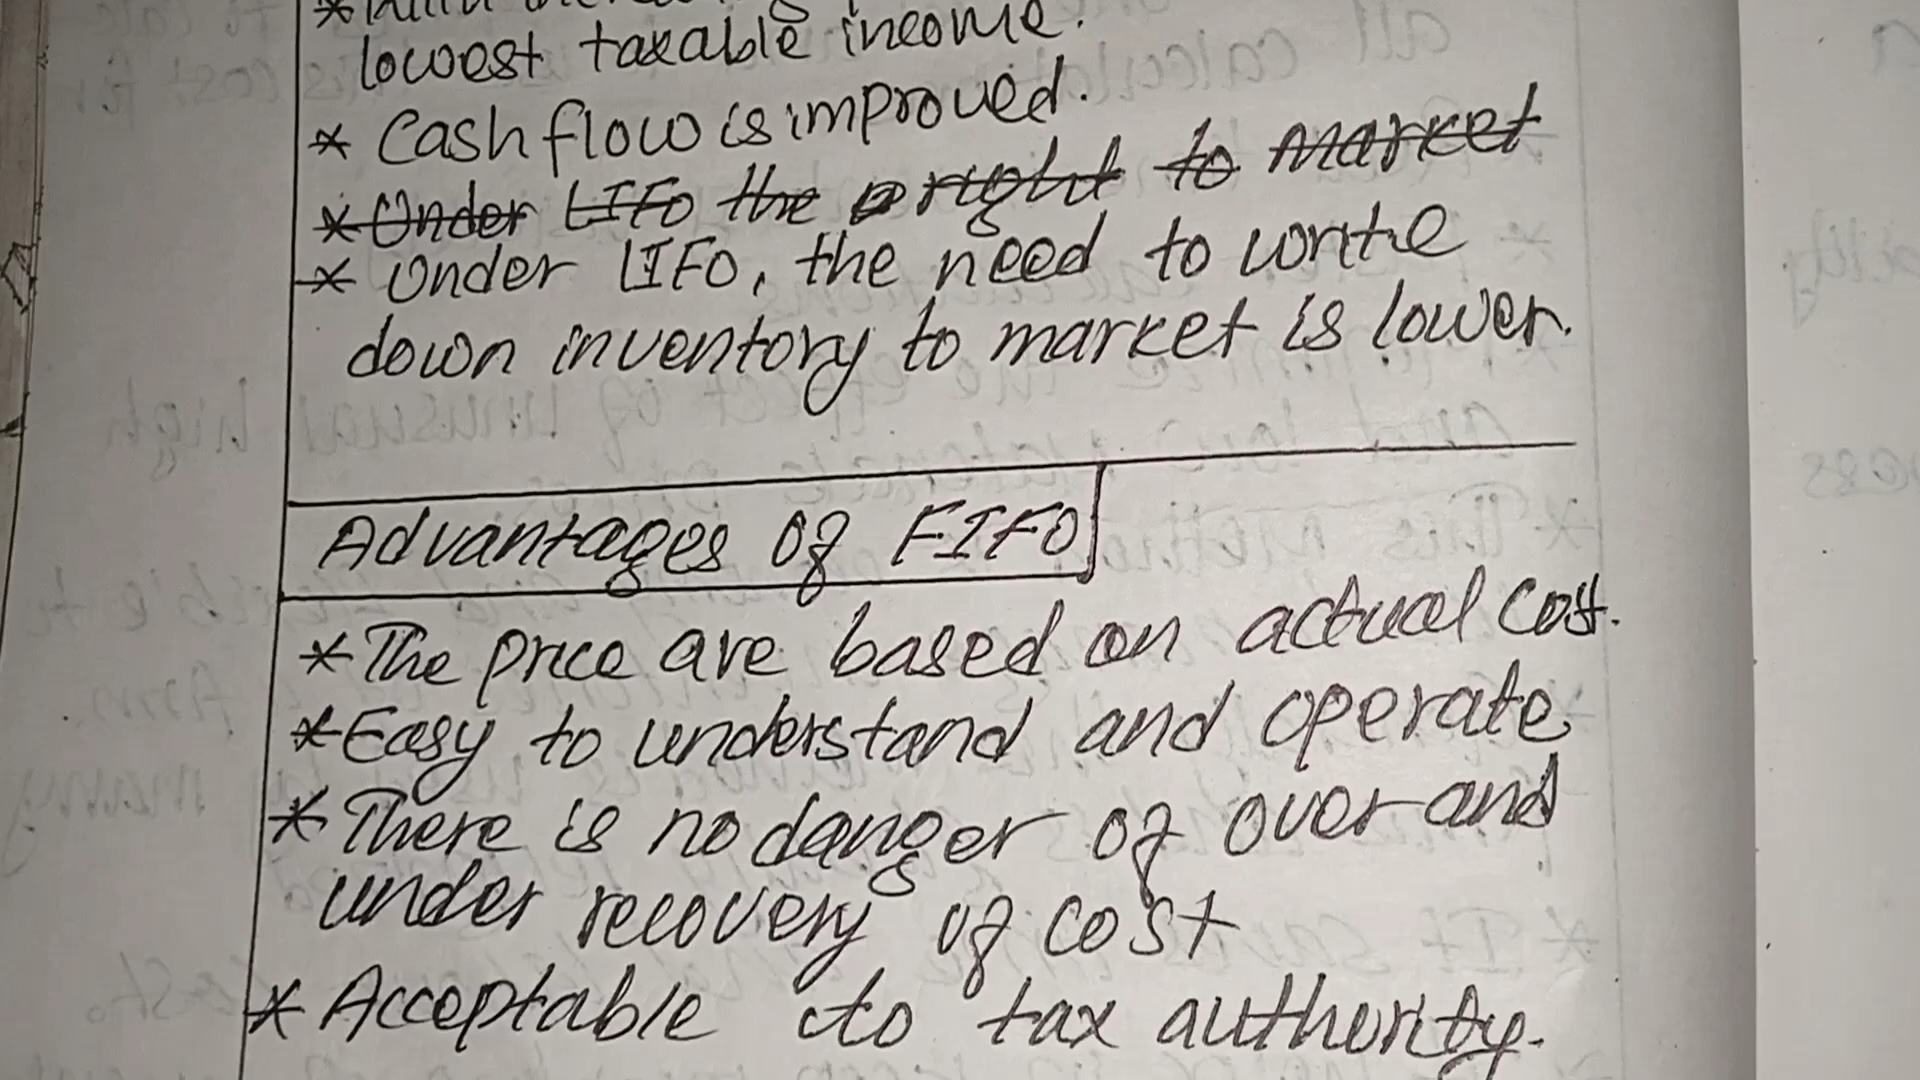 lowest taxable income.
* Cash flow is improved.
* Under LIFO the right to market
* Under LIFO, the need to write
down inventory to market is lower.
Advantages of FIFO
* The price are based on actual cost.
* Easy to understand and operate
* There is no danger of over and
under recovery of cost
* Acceptable to tax authority.